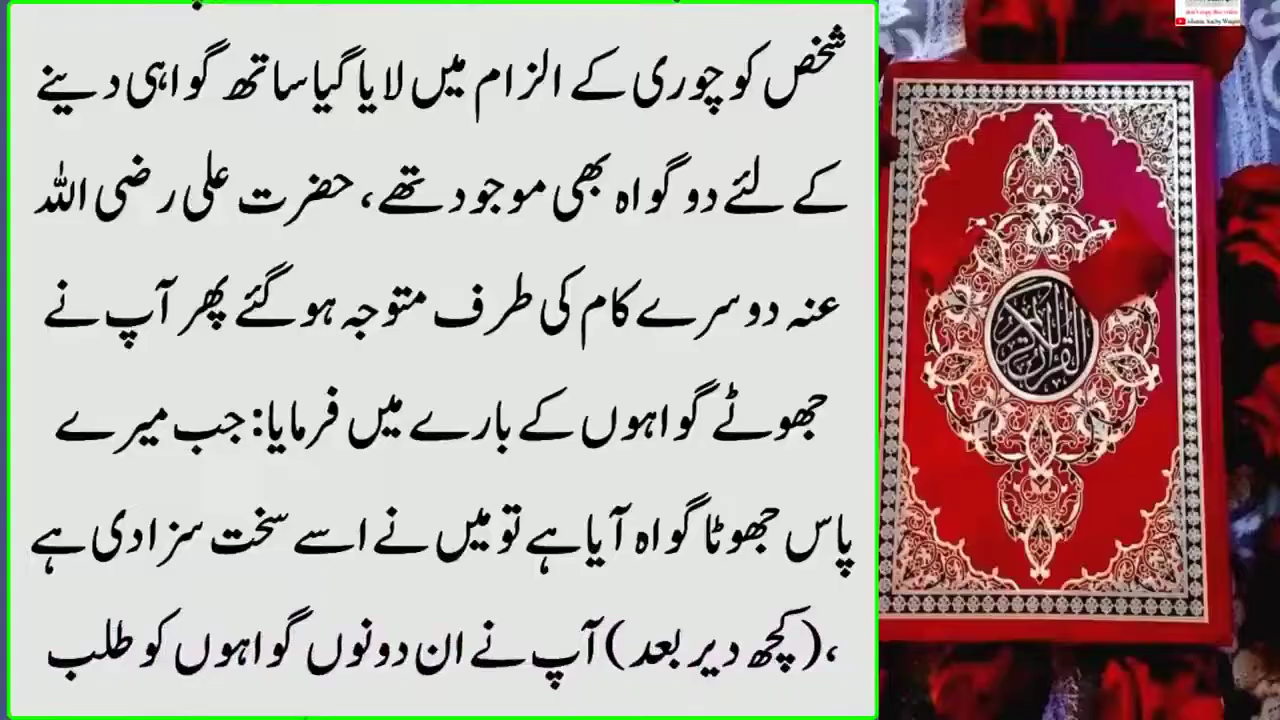 شخص کو چوری کے الزام میں لایا گیا ساتھ گواہی دینے
کے لئے دو گواہ بھی موجود تھے، حضرت علی رضی اللہ
عنہ دوسرے کام کی طرف متوجہ ہو گئے پھر آپ نے
جھوٹے گواہوں کے بارے میں فرمایا: جب میرے
پاس جھوٹا گواہ آیا ہے تو میں نے اسے سخت سزا دی ہے
،(کچھ دیر بعد) آپ نے ان دونوں گواہوں کو طلب
القرآن الكريم